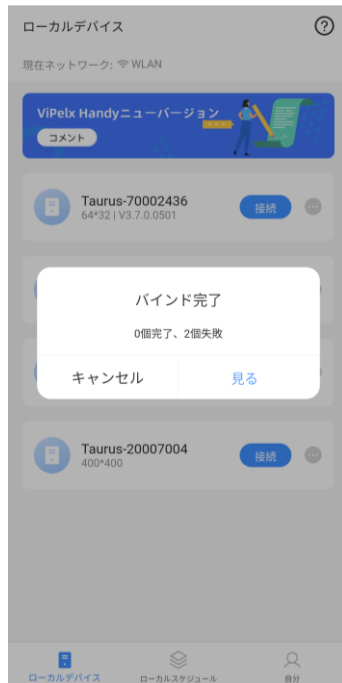 ローカルデバイス
現在ネットワーク: WLAN
ViPelx Handyニューバージョン
コメント
Taurus-70002436
64*32 | V3.7.0.0501
接続
バインド完了
0個完了、2個失敗
キャンセル
見る
Taurus-20007004
400*400
接続
ローカルデバイス
ローカルスケジュール
自分